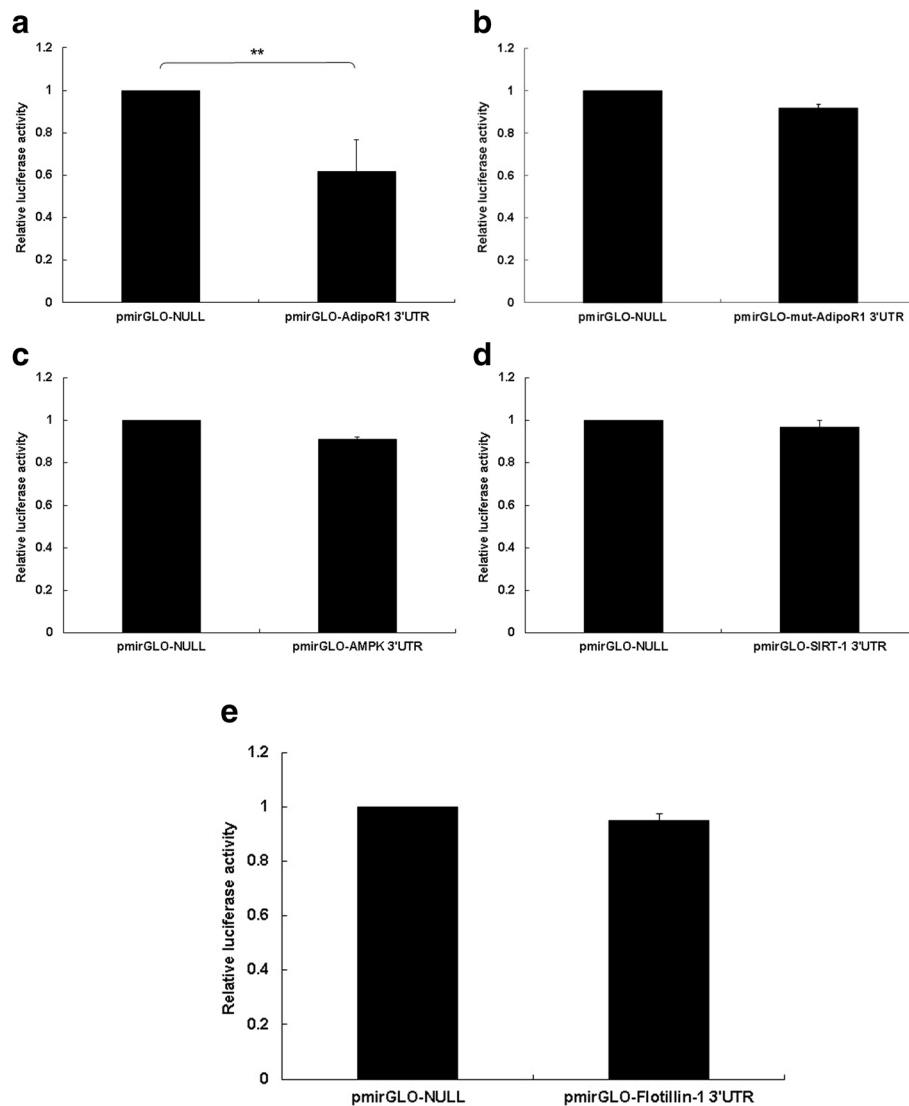 a
b
**
1.2
1
0.8
0.6
0.4
0.2
0
Relative luciferase activity
pmirGLO-NULL
pmirGLO-AdipoR1 3'UTR
1.2
1
0.8
0.6
0.4
0.2
0
Relative luciferase activity
pmirGLO-NULL
pmirGLO-mut-AdipoR1 3'UTR
c
d
1.2
1
0.8
0.6
0.4
0.2
0
Relative luciferase activity
pmirGLO-NULL
pmirGLO-AMPK 3'UTR
1.2
1
0.8
0.6
0.4
0.2
0
Relative luciferase activity
pmirGLO-NULL
pmirGLO-SIRT-1 3'UTR
e
1.2
1
0.8
0.6
0.4
0.2
0
Relative luciferase activity
pmirGLO-NULL
pmirGLO-Flotillin-1 3'UTR